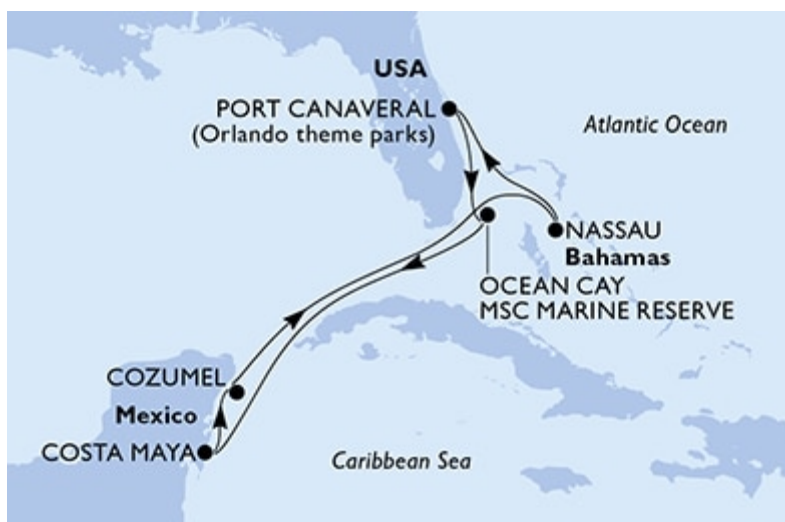 USA
PORT CANAVERAL
(Orlando theme parks)
Atlantic Ocean
NASSAU
Bahamas
OCEAN CAY
MSC MARINE RESERVE
COZUMEL
Mexico
COSTA MAYA
Caribbean Sea